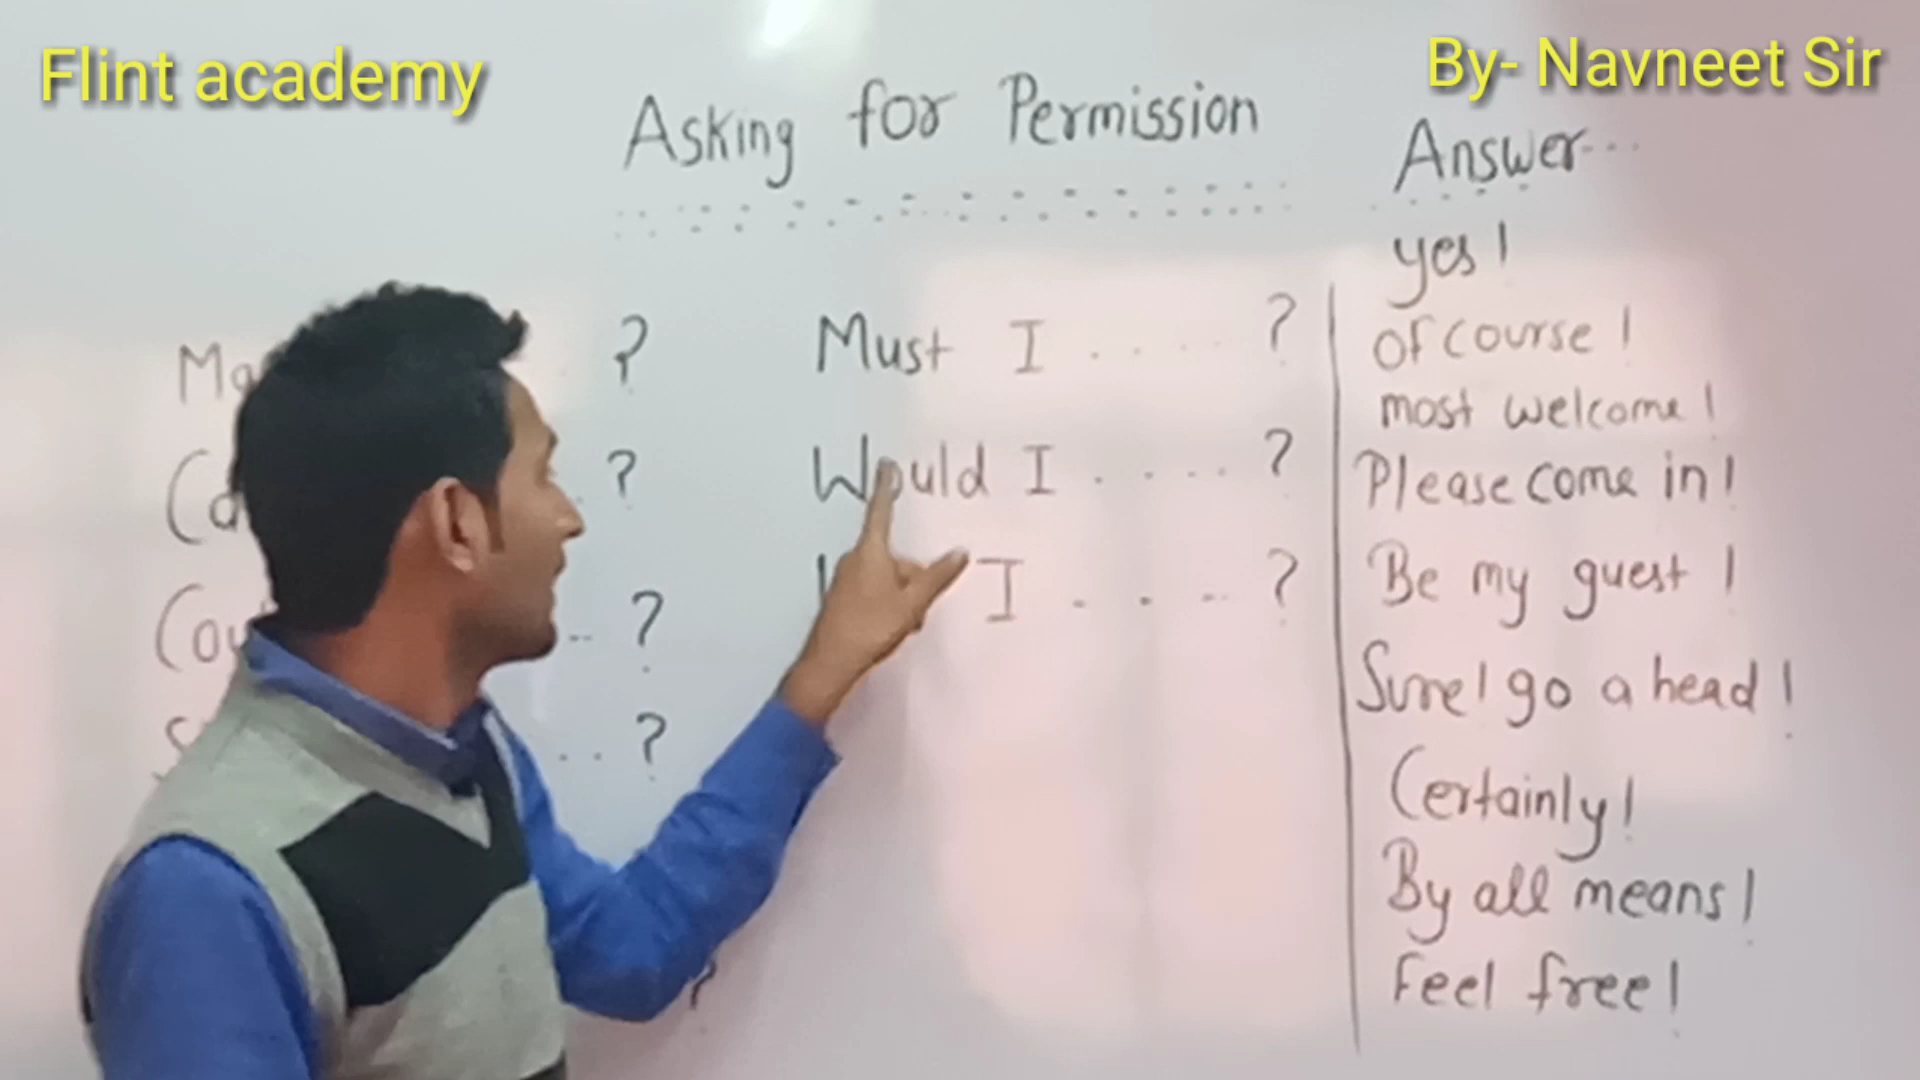 Flint academy
By- Navneet Sir
Asking for Permission
?
?
?
?
?
Must I .... ?
Would I .... ?
I .... ?
Answer...
yes!
of course!
most welcome!
Please come in!
Be my guest!
Sure! go a head!
Certainly!
By all means!
Feel free!